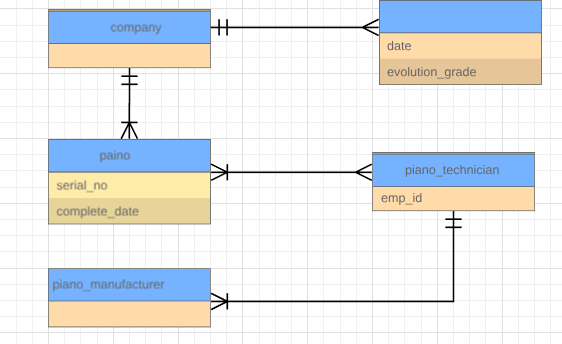 company
date
evolution_grade
paino
serial_no
complete_date
piano_technician
emp_id
piano_manufacturer